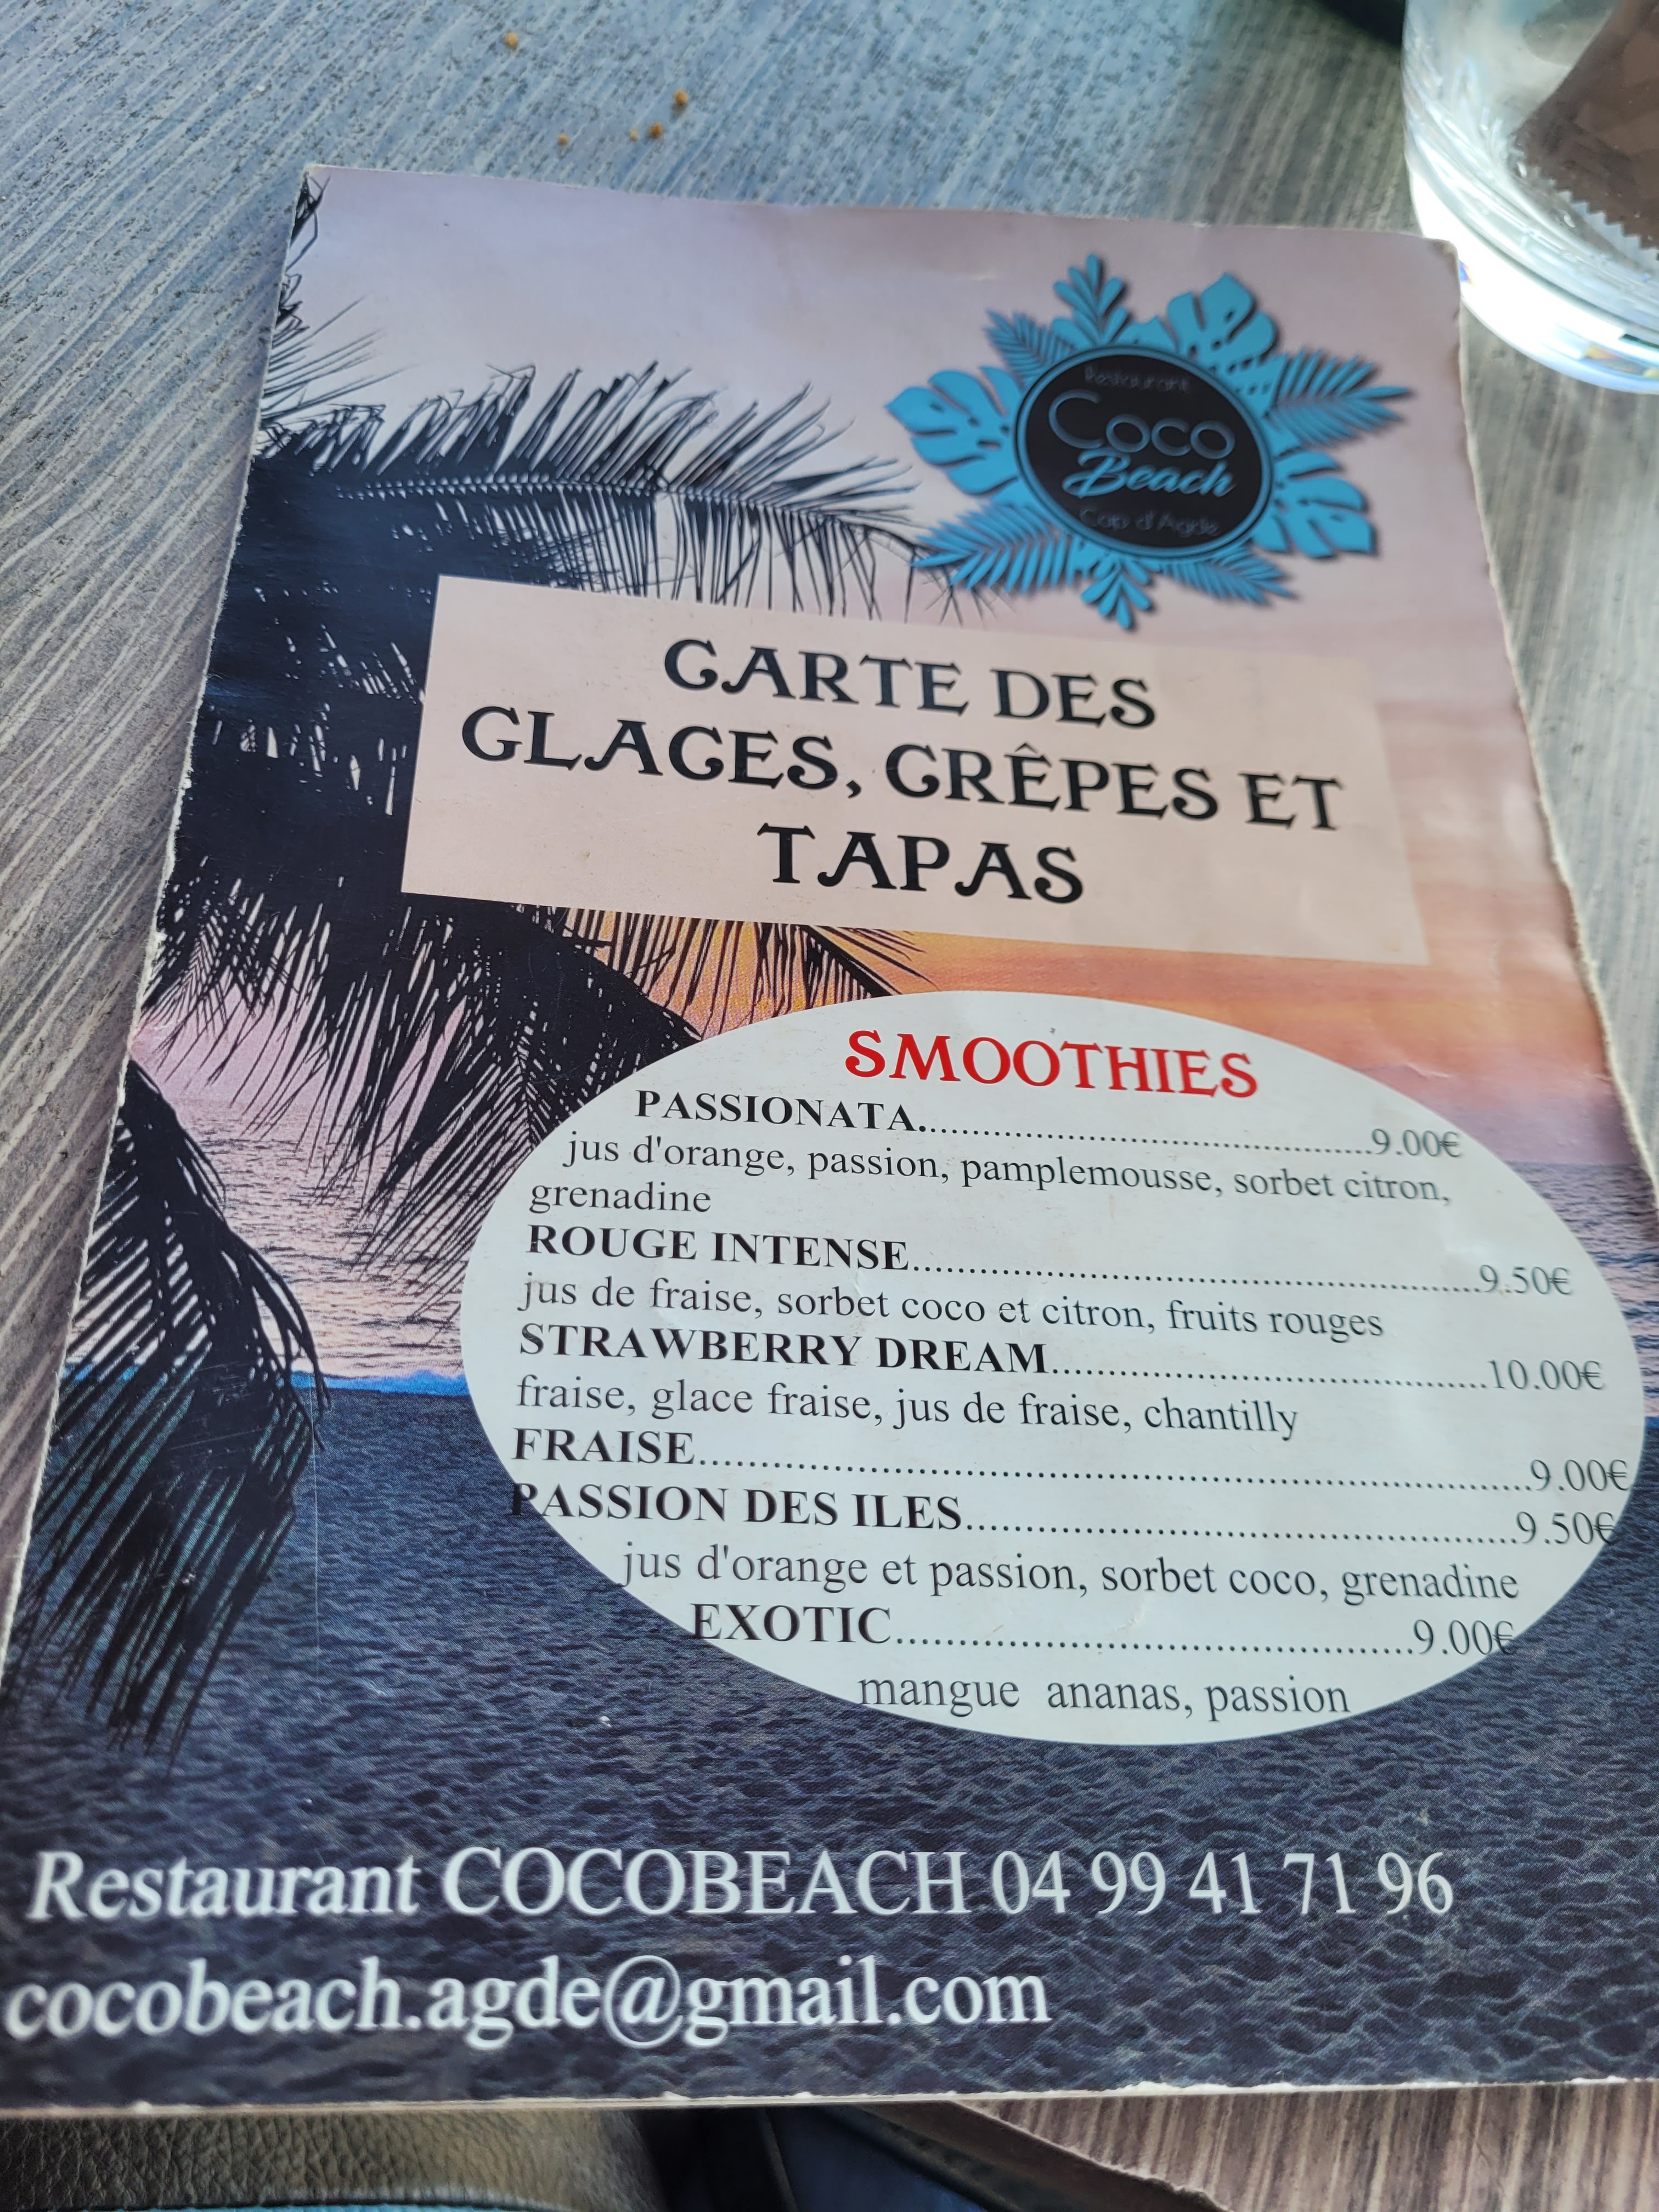 Restaurant
Coco
Beach
Cap d'Agde
CARTE DES
GLACES, CRÊPES ET
TAPAS
SMOOTHIES
PASSIONATA.......................................................9.00€
jus d'orange, passion, pamplemousse, sorbet citron,
grenadine
ROUGE INTENSE..................................................................9.50€
jus de fraise, sorbet coco et citron, fruits rouges
STRAWBERRY DREAM..................................................10.00€
fraise, glace fraise, jus de fraise, chantilly
FRAISE..............................................................................9.00€
PASSION DES ILES..................................................9.50€
jus d'orange et passion, sorbet coco, grenadine
EXOTIC..............................................9.00€
mangue ananas, passion
Restaurant COCOBEACH 04 99 41 71 96
cocobeach.agde@gmail.com